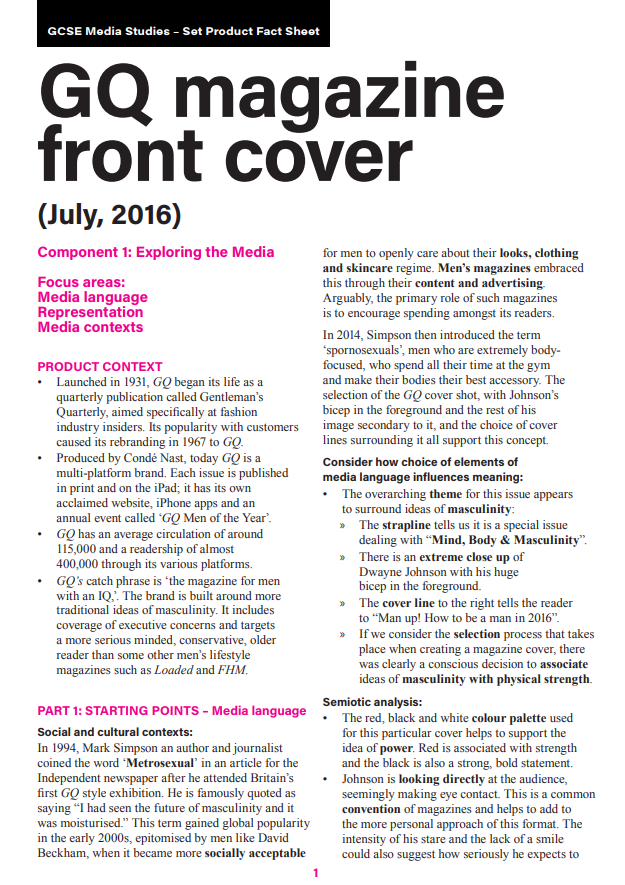 GCSE Media Studies – Set Product Fact Sheet
GQ magazine
front cover
(July, 2016)
Component 1: Exploring the Media
Focus areas:
Media language
Representation
Media contexts
PRODUCT CONTEXT
• Launched in 1931, GQ began its life as a
quarterly publication called Gentleman's
Quarterly, aimed specifically at fashion
industry insiders. Its popularity with customers
caused its rebranding in 1967 to GQ.
• Produced by Condé Nast, today GQ is a
multi-platform brand. Each issue is published
in print and on the iPad; it has its own
acclaimed website, iPhone apps and an
annual event called 'GQ Men of the Year'.
• GQ has an average circulation of around
115,000 and a readership of almost
400,000 through its various platforms.
• GQ's catch phrase is 'the magazine for men
with an IQ,'. The brand is built around more
traditional ideas of masculinity. It includes
coverage of executive concerns and targets
a more serious minded, conservative, older
reader than some other men's lifestyle
magazines such as Loaded and FHM.
PART 1: STARTING POINTS – Media language
Social and cultural contexts:
In 1994, Mark Simpson an author and journalist
coined the word 'Metrosexual' in an article for the
Independent newspaper after he attended Britain's
first GQ style exhibition. He is famously quoted as
saying "I had seen the future of masculinity and it
was moisturised." This term gained global popularity
in the early 2000s, epitomised by men like David
Beckham, when it became more socially acceptable
for men to openly care about their looks, clothing
and skincare regime. Men's magazines embraced
this through their content and advertising.
Arguably, the primary role of such magazines
is to encourage spending amongst its readers.
In 2014, Simpson then introduced the term
'spornosexuals', men who are extremely body-
focused, who spend all their time at the gym
and make their bodies their best accessory. The
selection of the GQ cover shot, with Johnson's
bicep in the foreground and the rest of his
image secondary to it, and the choice of cover
lines surrounding it all support this concept.
Consider how choice of elements of
media language influences meaning:
• The overarching theme for this issue appears
to surround ideas of masculinity:
» The strapline tells us it is a special issue
dealing with "Mind, Body & Masculinity".
» There is an extreme close up of
Dwayne Johnson with his huge
bicep in the foreground.
» The cover line to the right tells the reader
to "Man up! How to be a man in 2016".
» If we consider the selection process that takes
place when creating a magazine cover, there
was clearly a conscious decision to associate
ideas of masculinity with physical strength.
Semiotic analysis:
• The red, black and white colour palette used
for this particular cover helps to support the
idea of power. Red is associated with strength
and the black is also a strong, bold statement.
• Johnson is looking directly at the audience,
seemingly making eye contact. This is a common
convention of magazines and helps to add to
the more personal approach of this format. The
intensity of his stare and the lack of a smile
could also suggest how seriously he expects to
1